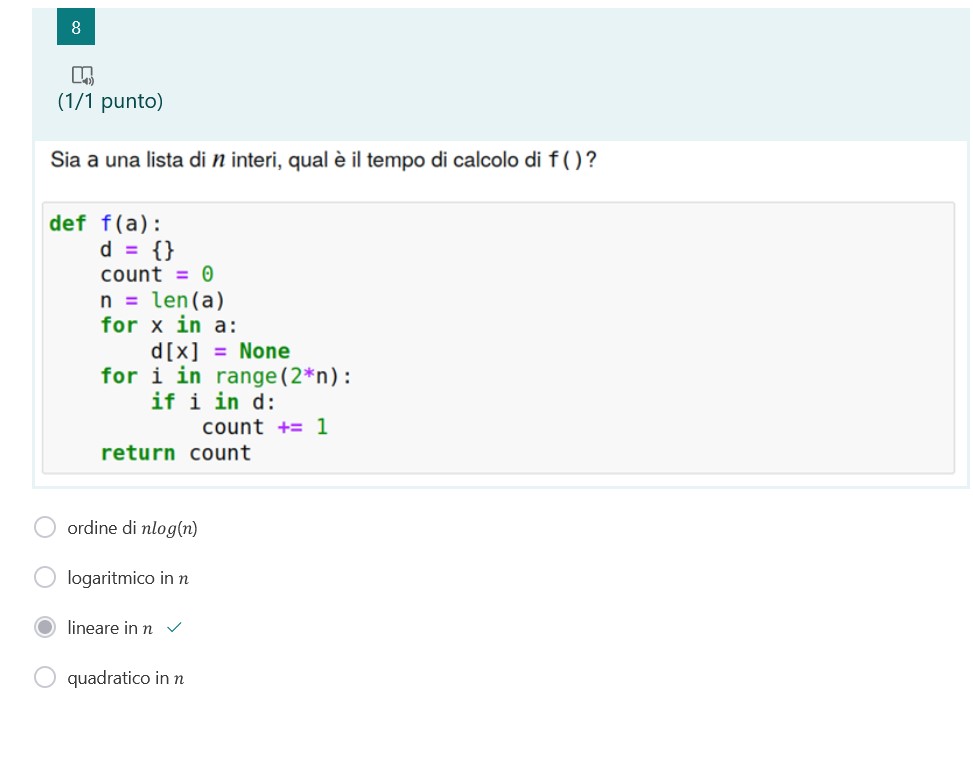 8
(1/1 punto)
Sia a una lista di n interi, qual è il tempo di calcolo di f()?
def f(a):
    d = {}
    count = 0
    n = len(a)
    for x in a:
        d[x] = None
    for i in range(2*n):
        if i in d:
            count += 1
    return count
ordine di nlog(n)
logaritmico in n
lineare in n
quadratico in n